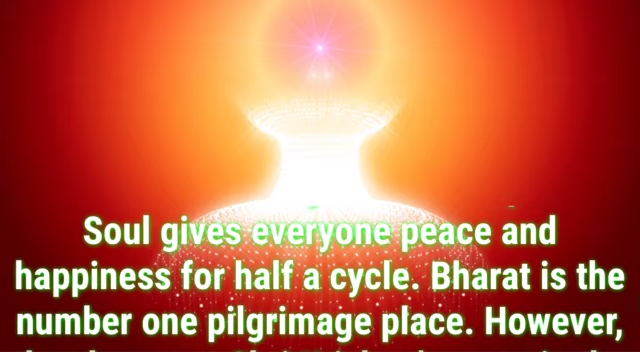 Soul gives everyone peace and
happiness for half a cycle. Bharat is the
number one pilgrimage place. However,